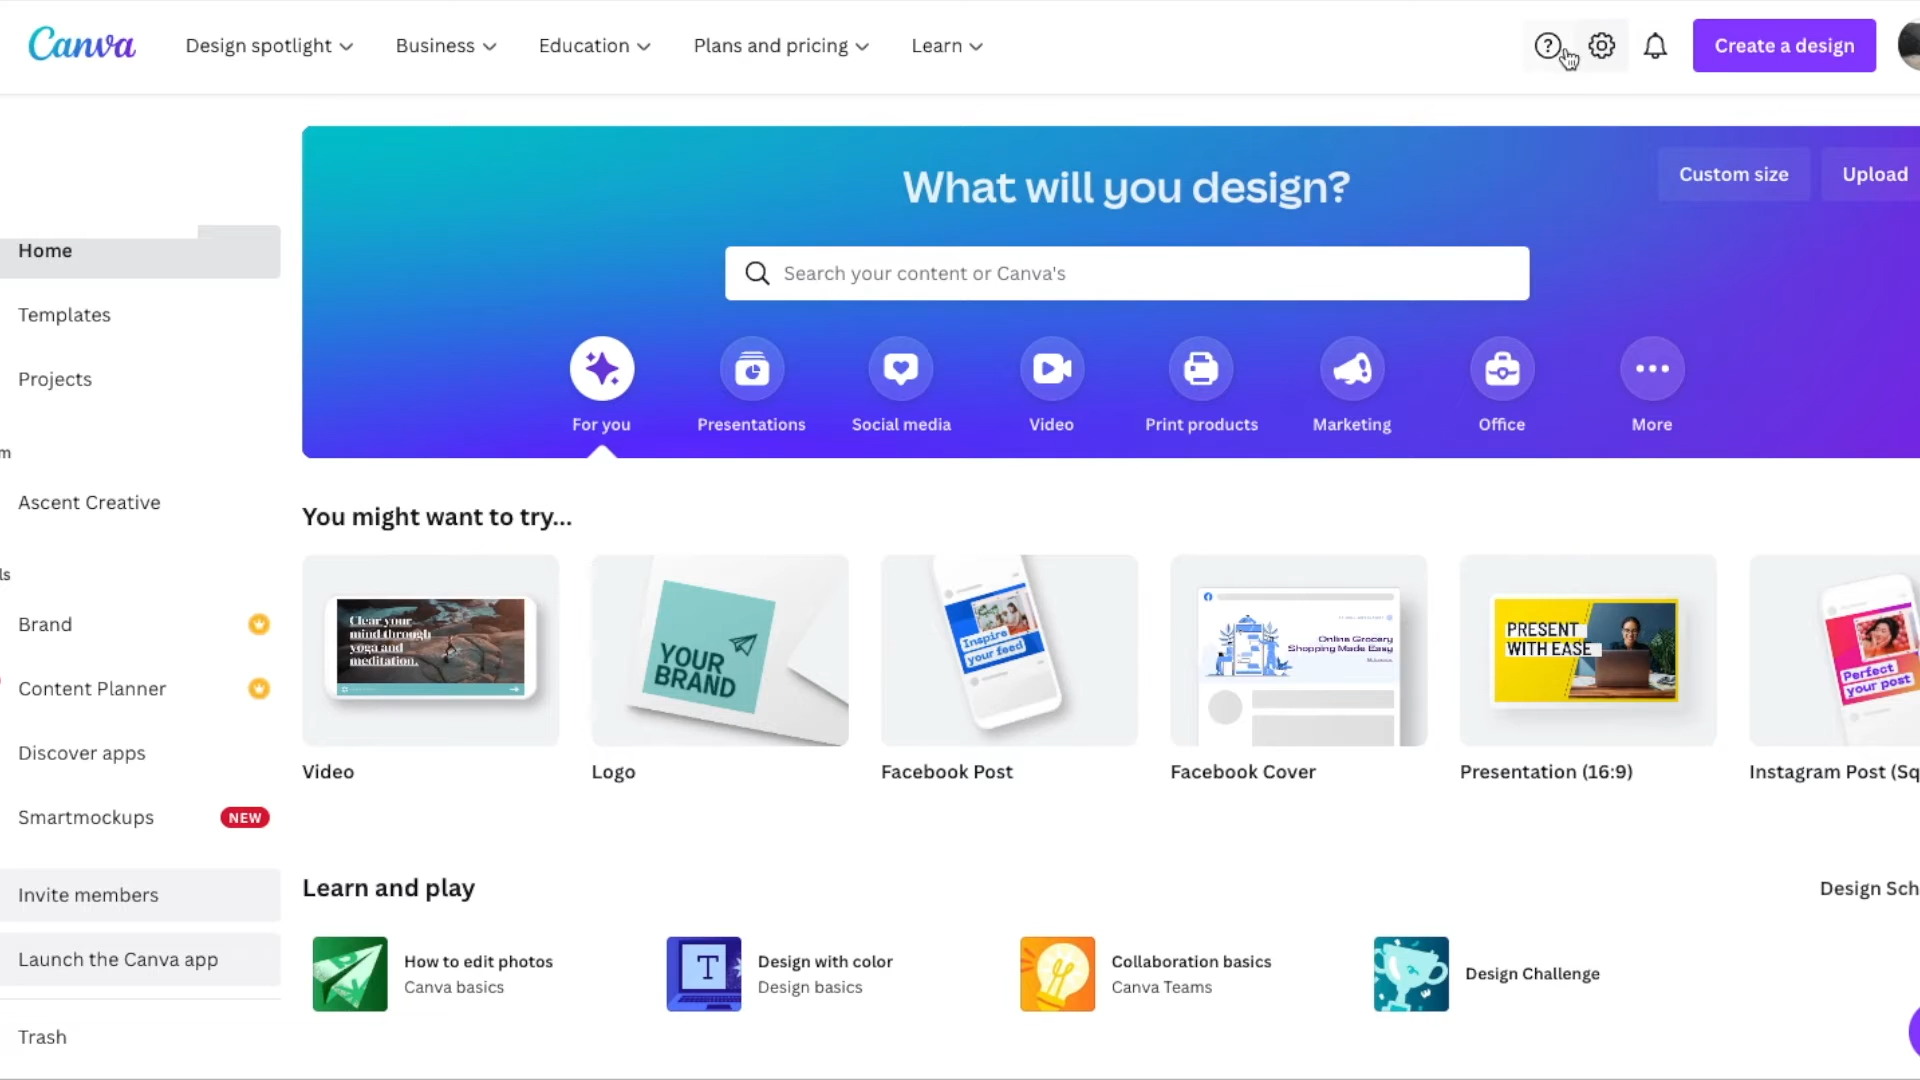 Canva
Design spotlight
Business
Education
Plans and pricing
Learn
Create a design
What will you design?
Custom size
Upload
Search your content or Canva's
For you
Presentations
Social media
Video
Print products
Marketing
Office
More
Home
Templates
Projects
m
Ascent Creative
ls
Brand
Content Planner
Discover apps
Smartmockups
NEW
Invite members
Launch the Canva app
Trash
You might want to try...
Clear your
mind through
yoga and
meditation.
YOUR
BRAND
Inspire
your feed
Online Grocery
Shopping Made Easy
PRESENT
WITH EASE
Perfect
your post
Video
Logo
Facebook Post
Facebook Cover
Presentation (16:9)
Instagram Post (Sq
Learn and play
Design Sch
How to edit photos
Canva basics
T
Design with color
Design basics
Collaboration basics
Canva Teams
Design Challenge